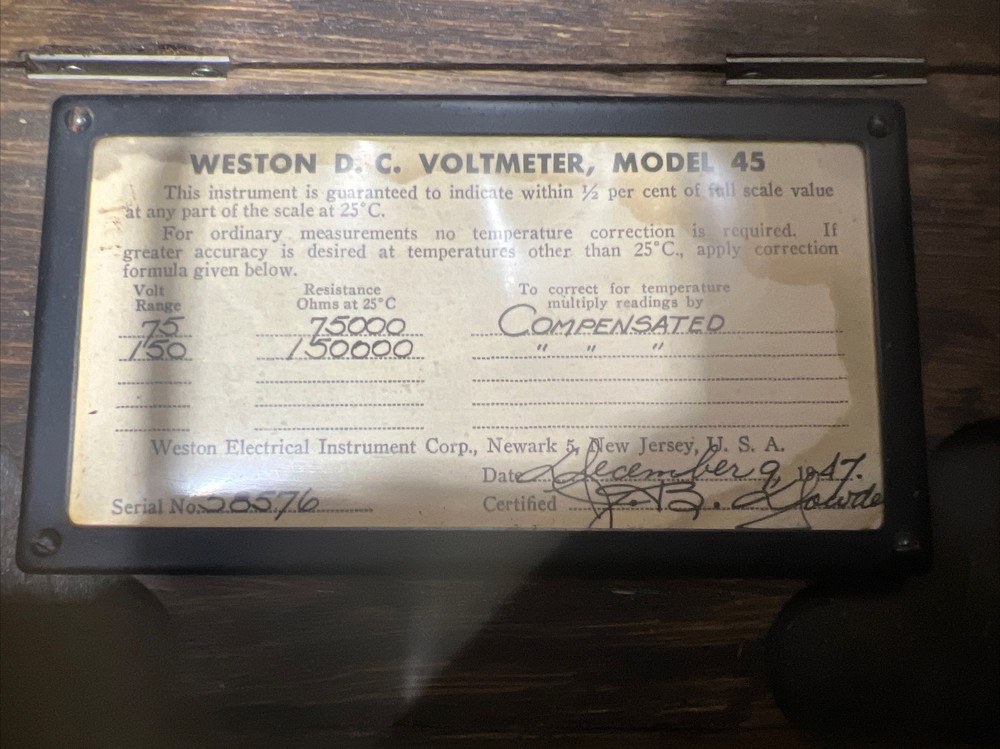 WESTON D. C. VOLTMETER, MODEL 45
This instrument is guaranteed to indicate within ½ per cent of full scale value
at any part of the scale at 25°C.
For ordinary measurements no temperature correction is required. If
greater accuracy is desired at temperatures other than 25°C., apply correction
formula given below.
Volt Resistance To correct for temperature
Range Ohms at 25°C multiply readings by
75 75000 COMPENSATED
150 150000 " " "
Weston Electrical Instrument Corp., Newark 5, New Jersey, U. S. A.
Date December 9, 1947.
Serial No. Certified J. B.